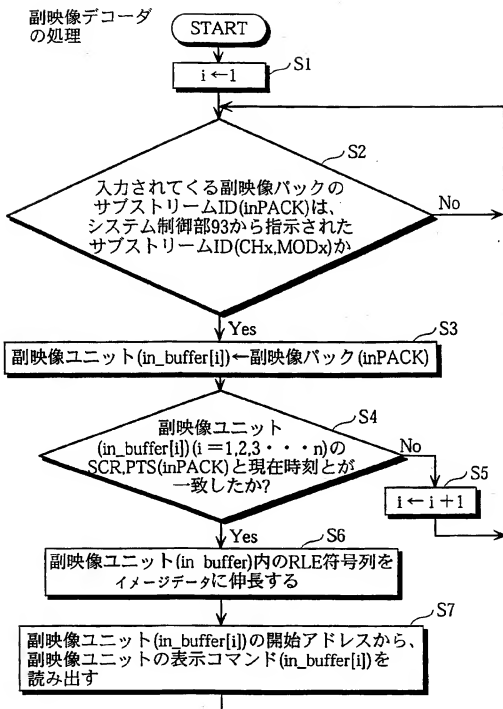 副映像デコーダ
の処理
START
S1
i←1
S2
入力されてくる副映像パックの
サブストリームID(inPACK)は、
システム制御部93から指示された
サブストリームID(CHx,MODx)か
No
Yes
S3
副映像ユニット(in_buffer[i])←副映像パック(inPACK)
S4
副映像ユニット
(in_buffer[i])(i=1,2,3・・・n)の
SCR,PTS(inPACK)と現在時刻とが
一致したか?
No
S5
i←i+1
Yes
S6
副映像ユニット(in buffer)内のRLE符号列を
イメージデータに伸長する
S7
副映像ユニット(in_buffer[i])の開始アドレスから、
副映像ユニットの表示コマンド(in_buffer[i])を
読み出す